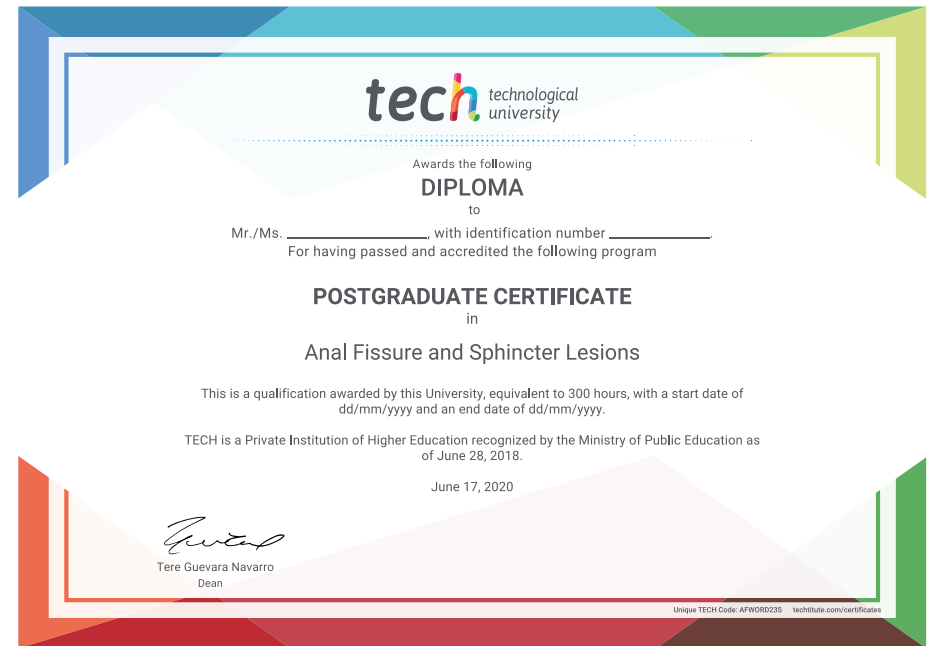 tech technological
university
Awards the following
DIPLOMA
to
Mr./Ms. ____________________, with identification number ______________.
For having passed and accredited the following program
POSTGRADUATE CERTIFICATE
in
Anal Fissure and Sphincter Lesions
This is a qualification awarded by this University, equivalent to 300 hours, with a start date of
dd/mm/yyyy and an end date of dd/mm/yyyy.
TECH is a Private Institution of Higher Education recognized by the Ministry of Public Education as
of June 28, 2018.
June 17, 2020
Tere Guevara Navarro
Dean
Unique TECH Code: AFWORD23S techtitute.com/certificates